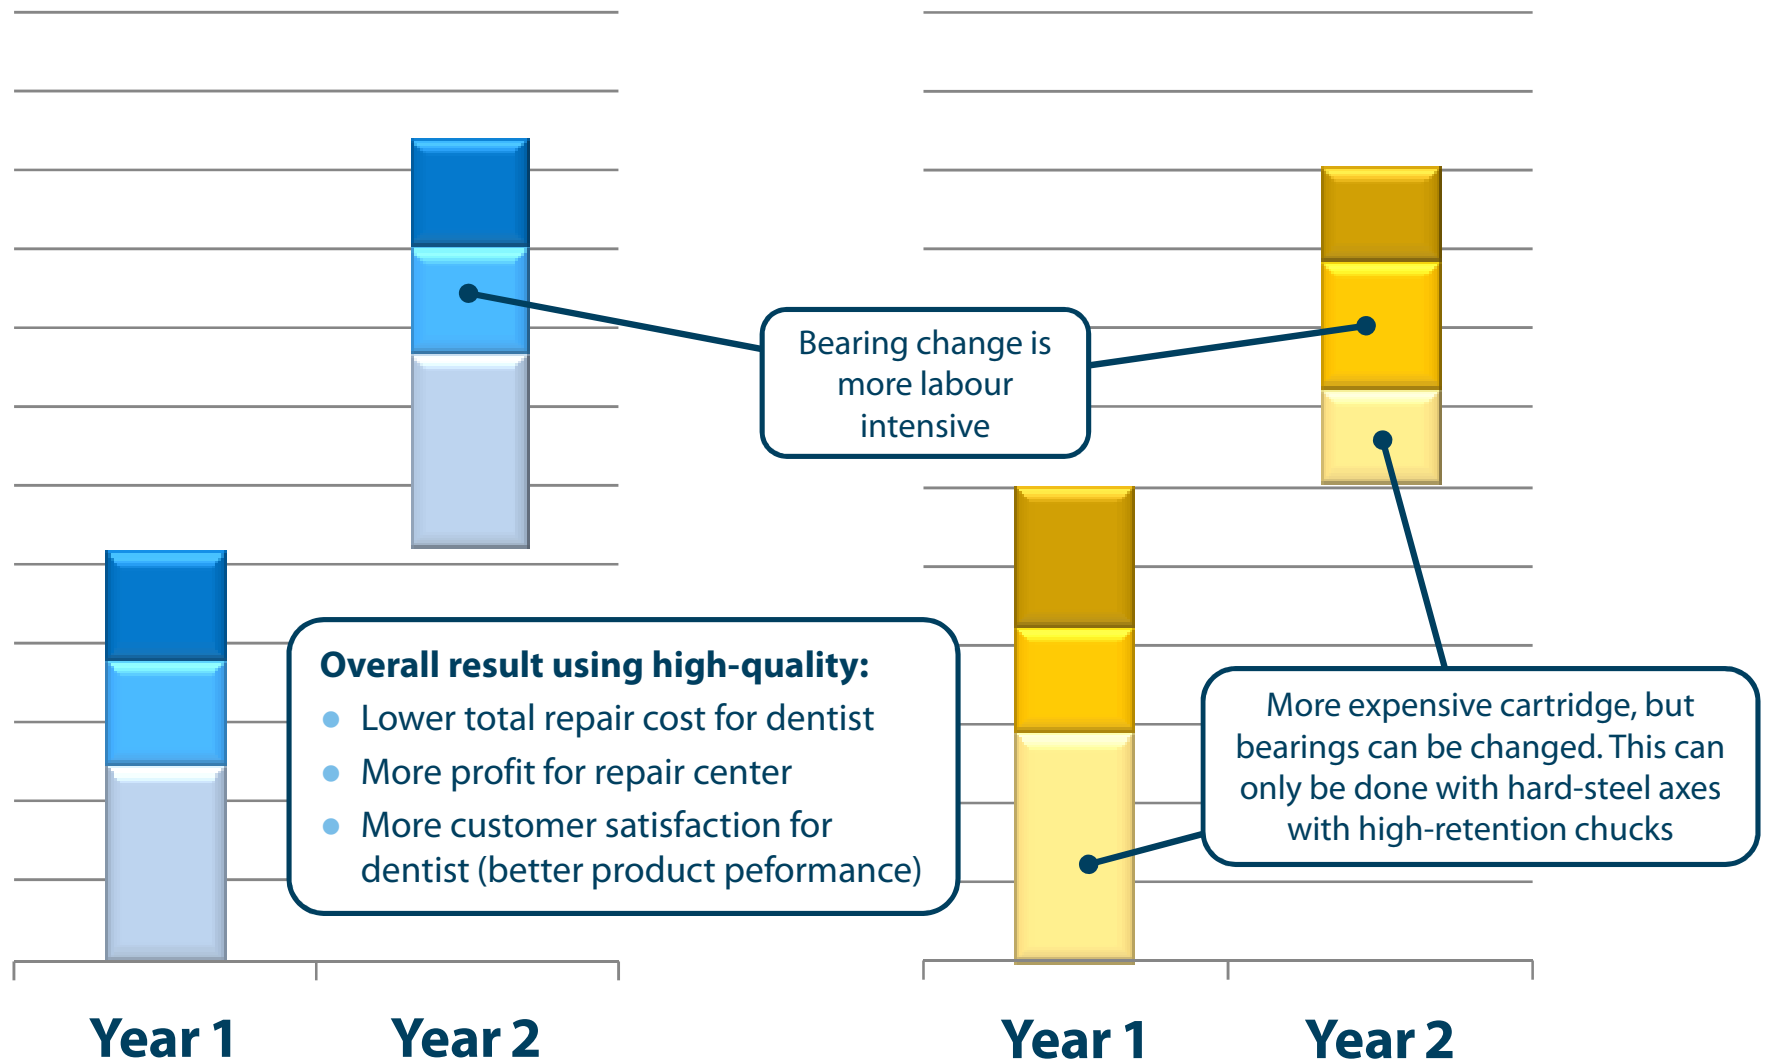 Bearing change is
more labour
intensive
Overall result using high-quality:
● Lower total repair cost for dentist
● More profit for repair center
● More customer satisfaction for
dentist (better product peformance)
More expensive cartridge, but
bearings can be changed. This can
only be done with hard-steel axes
with high-retention chucks
Year 1
Year 2
Year 1
Year 2